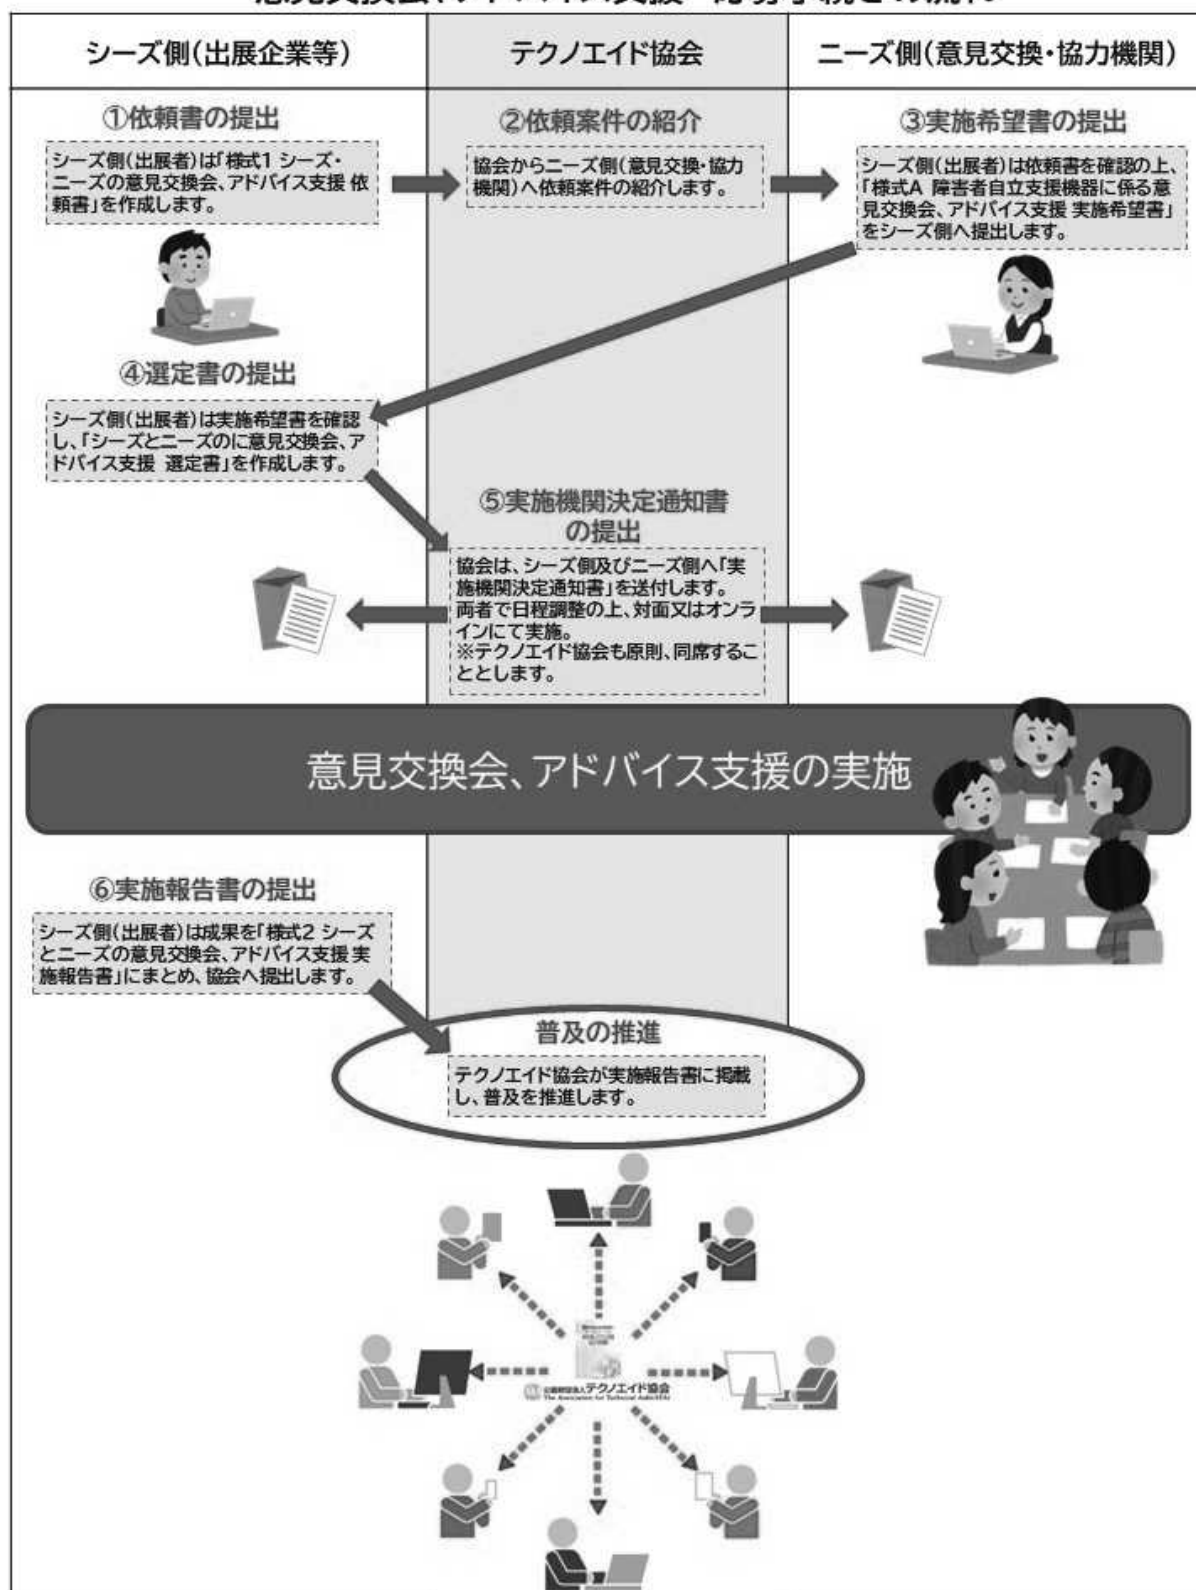 シーズ側(出展企業等)
テクノエイド協会
ニーズ側(意見交換・協力機関)
①依頼書の提出
シーズ側(出展者)は「様式1 シーズ・
ニーズの意見交換会、アドバイス支援 依
頼書」を作成します。
②依頼案件の紹介
協会からニーズ側(意見交換・協力
機関)へ依頼案件の紹介します。
③実施希望書の提出
シーズ側(出展者)は依頼書を確認の上、
「様式A 障害者自立支援機器に係る意
見交換会、アドバイス支援 実施希望書」
をシーズ側へ提出します。
④選定書の提出
シーズ側(出展者)は実施希望書を確認
し、「シーズとニーズのに意見交換会、ア
ドバイス支援 選定書」を作成します。
⑤実施機関決定通知書
の提出
協会は、シーズ側及びニーズ側へ「実
施機関決定通知書」を送付します。
両者で日程調整の上、対面又はオンラ
インにて実施。
※テクノエイド協会も原則、同席するこ
ととします。
意見交換会、アドバイス支援の実施
⑥実施報告書の提出
シーズ側(出展者)は成果を「様式2 シーズ
とニーズの意見交換会、アドバイス支援 実
施報告書」にまとめ、協会へ提出します。
普及の推進
テクノエイド協会が実施報告書に掲載
し、普及を推進します。
公益財団法人テクノエイド協会
The Association for Technical Aids(ATA)